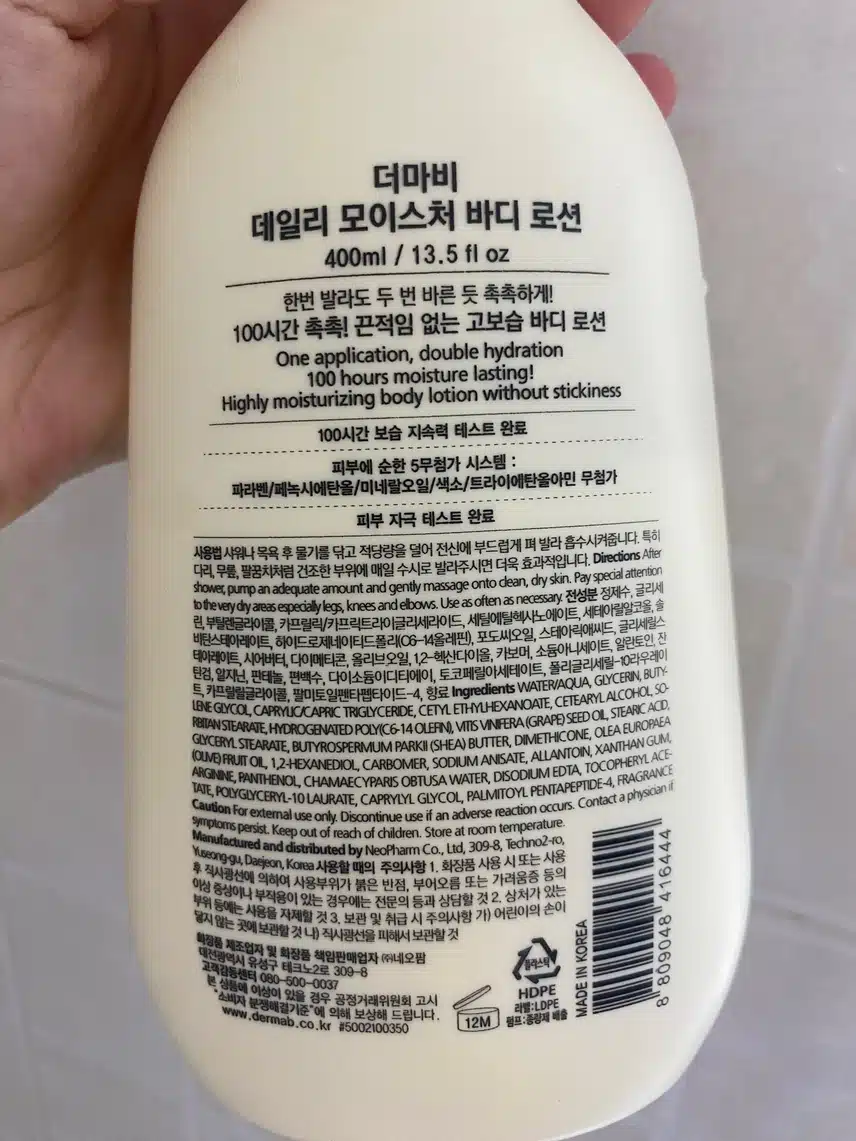 더마비
데일리 모이스처 바디 로션
400ml / 13.5 fl oz
한번 발라도 두 번 바른 듯 촉촉하게!
100시간 촉촉! 끈적임 없는 고보습 바디 로션
One application, double hydration
100 hours moisture lasting!
Highly moisturizing body lotion without stickiness
100시간 보습 지속력 테스트 완료
피부에 순한 5무첨가 시스템 :
파라벤/페녹시에탄올/미네랄오일/색소/트라이에탄올아민 무첨가
피부 자극 테스트 완료
사용법 샤워나 목욕 후 물기를 닦고 적당량을 덜어 전신에 부드럽게 펴 발라 흡수시켜줍니다. 특히
다리, 무릎, 팔꿈치처럼 건조한 부위에 매일 수시로 발라주시면 더욱 효과적입니다. Directions After
shower, pump an adequate amount and gently massage onto clean, dry skin. Pay special attention
to the very dry areas especially legs, knees and elbows. Use as often as necessary. 전성분 정제수, 글리세
린, 부틸렌글라이콜, 카프릴릭/카프릭트라이글리세라이드, 세틸에틸헥사노에이트, 세테아릴알코올, 솔
비탄스테아레이트, 하이드로제네이티드폴리(C6-14올레핀), 포도씨오일, 스테아릭애씨드, 글리세릴스
테아레이트, 시어버터, 다이메티콘, 올리브오일, 1,2-헥산다이올, 카보머, 소듐아니세이트, 알란토인, 잔
탄검, 알지닌, 판테놀, 편백수, 다이소듐이디티에이, 토코페릴아세테이트, 폴리글리세릴-10라우레이
트, 카프릴릴글라이콜, 팔미토일펜타펩타이드-4, 향료 Ingredients WATER/AQUA, GLYCERIN, BUTY-
LENE GLYCOL, CAPRYLIC/CAPRIC TRIGLYCERIDE, CETYL ETHYLHEXANOATE, CETEARYL ALCOHOL, SO-
RBITAN STEARATE, HYDROGENATED POLY(C6-14 OLEFIN), VITIS VINIFERA (GRAPE) SEED OIL, STEARIC ACID,
GLYCERYL STEARATE, BUTYROSPERMUM PARKII (SHEA) BUTTER, DIMETHICONE, OLEA EUROPAEA
(OLIVE) FRUIT OIL, 1,2-HEXANEDIOL, CARBOMER, SODIUM ANISATE, ALLANTOIN, XANTHAN GUM,
ARGININE, PANTHENOL, CHAMAECYPARIS OBTUSA WATER, DISODIUM EDTA, TOCOPHERYL ACE-
TATE, POLYGLYCERYL-10 LAURATE, CAPRYLYL GLYCOL, PALMITOYL PENTAPEPTIDE-4, FRAGRANCE
Caution For external use only. Discontinue use if an adverse reaction occurs. Contact a physician if
symptoms persist. Keep out of reach of children. Store at room temperature.
Manufactured and distributed by NeoPharm Co., Ltd, 309-8, Techno2-ro,
Yuseong-gu, Daejeon, Korea 사용할 때의 주의사항 1. 화장품 사용 시 또는 사용
후 직사광선에 의하여 사용부위가 붉은 반점, 부어오름 또는 가려움증 등의
이상 증상이나 부작용이 있는 경우에는 전문의 등과 상담할 것 2. 상처가 있는
부위 등에는 사용을 자제할 것 3. 보관 및 취급 시 주의사항 가) 어린이의 손이
닿지 않는 곳에 보관할 것 나) 직사광선을 피해서 보관할 것
화장품 제조업자 및 화장품 책임판매업자 ㈜네오팜
대전광역시 유성구 테크노2로 309-8
고객감동센터 080-500-0037
본 상품에 이상이 있을 경우 공정거래위원회 고시
"소비자 분쟁해결기준"에 의해 보상해 드립니다.
www.dermab.co.kr #5002100350
12M
플라스틱
HDPE
라벨:LDPE
펌프:종량제 배출
MADE IN KOREA
8 809048 416444